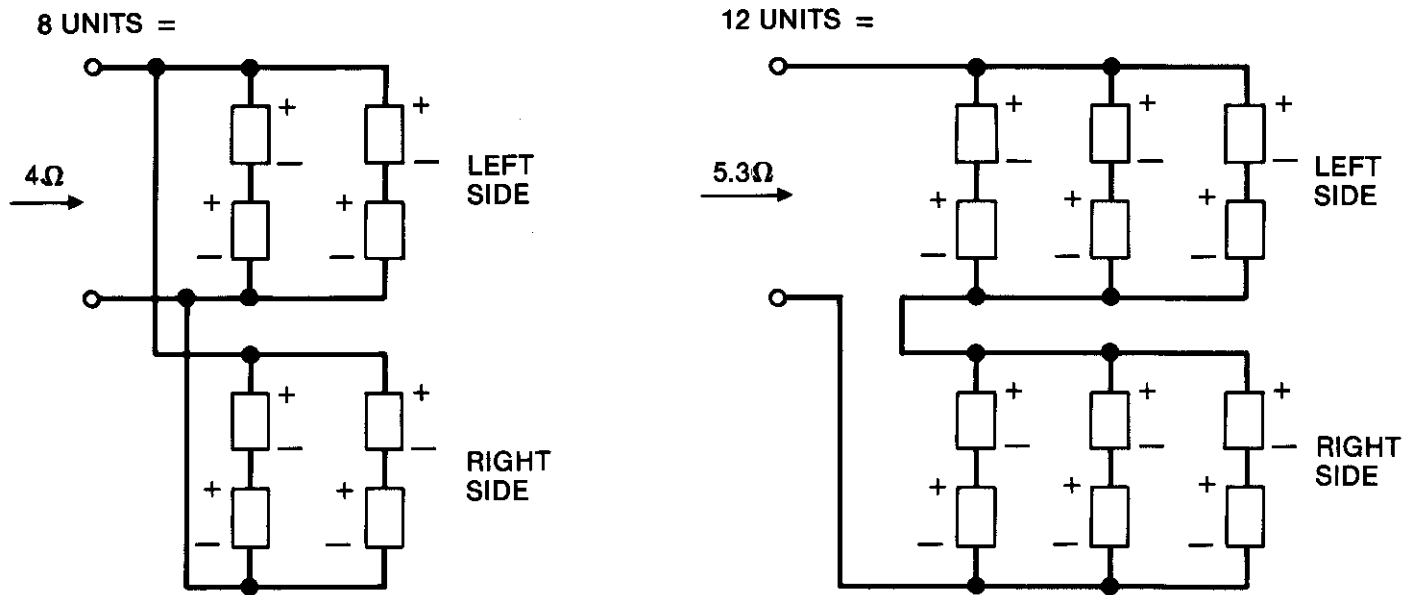 8 UNITS =
+ +
− −
4Ω
LEFT
SIDE
+ +
− −
+ +
− −
RIGHT
SIDE
+ +
− −
12 UNITS =
+ + +
− − −
5.3Ω
LEFT
SIDE
+ + +
− − −
+ + +
− − −
RIGHT
SIDE
+ + +
− − −